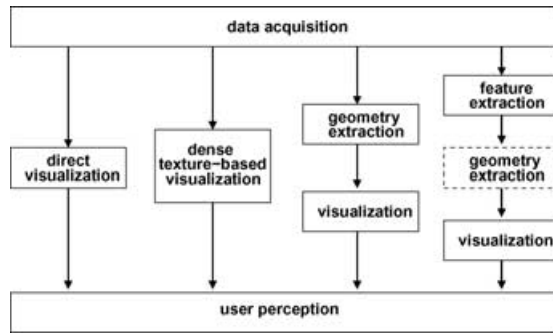 data acquisition
direct
visualization
dense
texture-based
visualization
geometry
extraction
visualization
feature
extraction
geometry
extraction
visualization
user perception